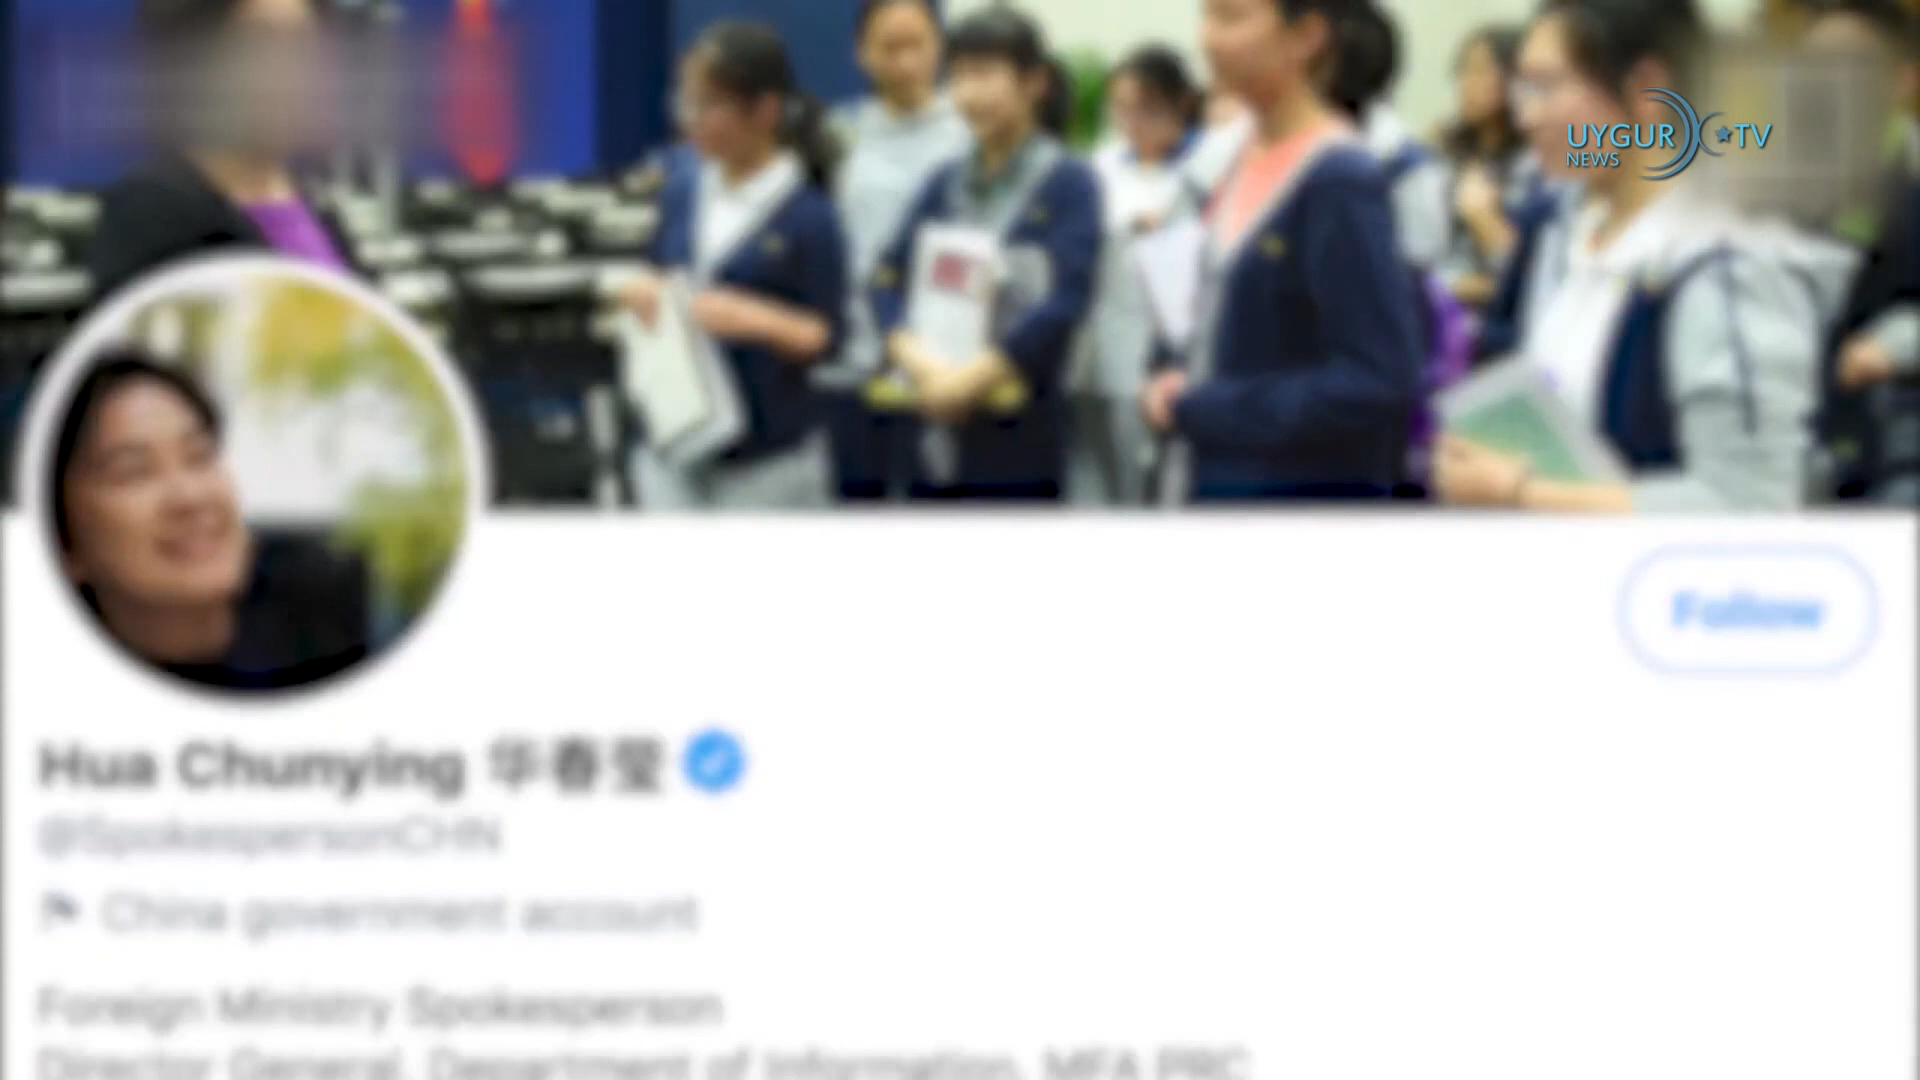 UYGUR TV
NEWS
Follow
Hua Chunying 华春莹
@SpokespersonCHN
China government account
Foreign Ministry Spokesperson
Director General, Department of Information, MFA PRC